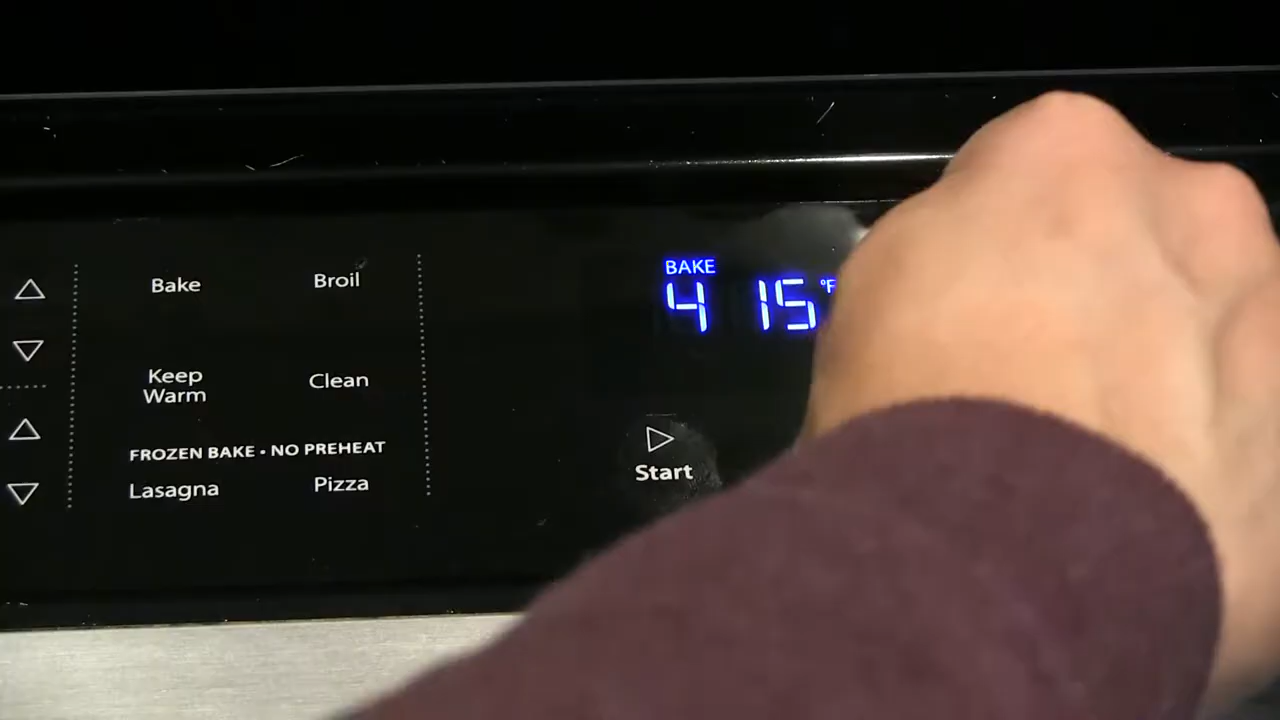 Bake
Broil
Keep
Warm
Clean
FROZEN BAKE • NO PREHEAT
Lasagna
Pizza
BAKE
4 15 °F
Start